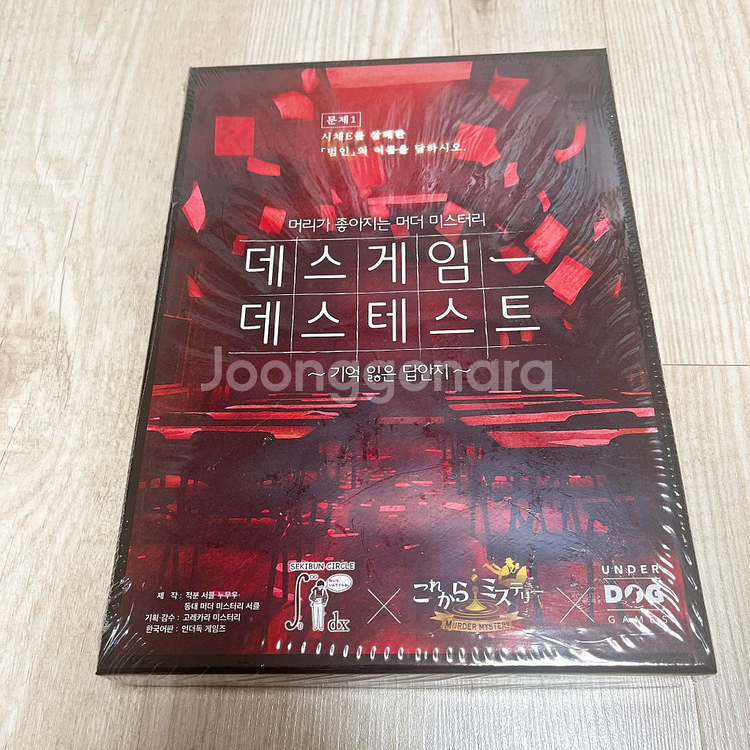 문제1
시체E를 살해한
「범인」의 이름을 답하시오.
머리가 좋아지는 머더 미스터리
데스게임ー
데스테스트
~ 기억 잃은 답안지 ~
Joonggonara
제 작 : 적분 서클 누무우·
동대 머더 미스터리 서클
기획·감수 : 고레카라 미스터리
한국어판 : 언더독 게임즈
SEKIBUN CIRCLE
∫ dx
×
これからミステリー
MURDER MYSTERY
×
UNDER
DOG
GAMES